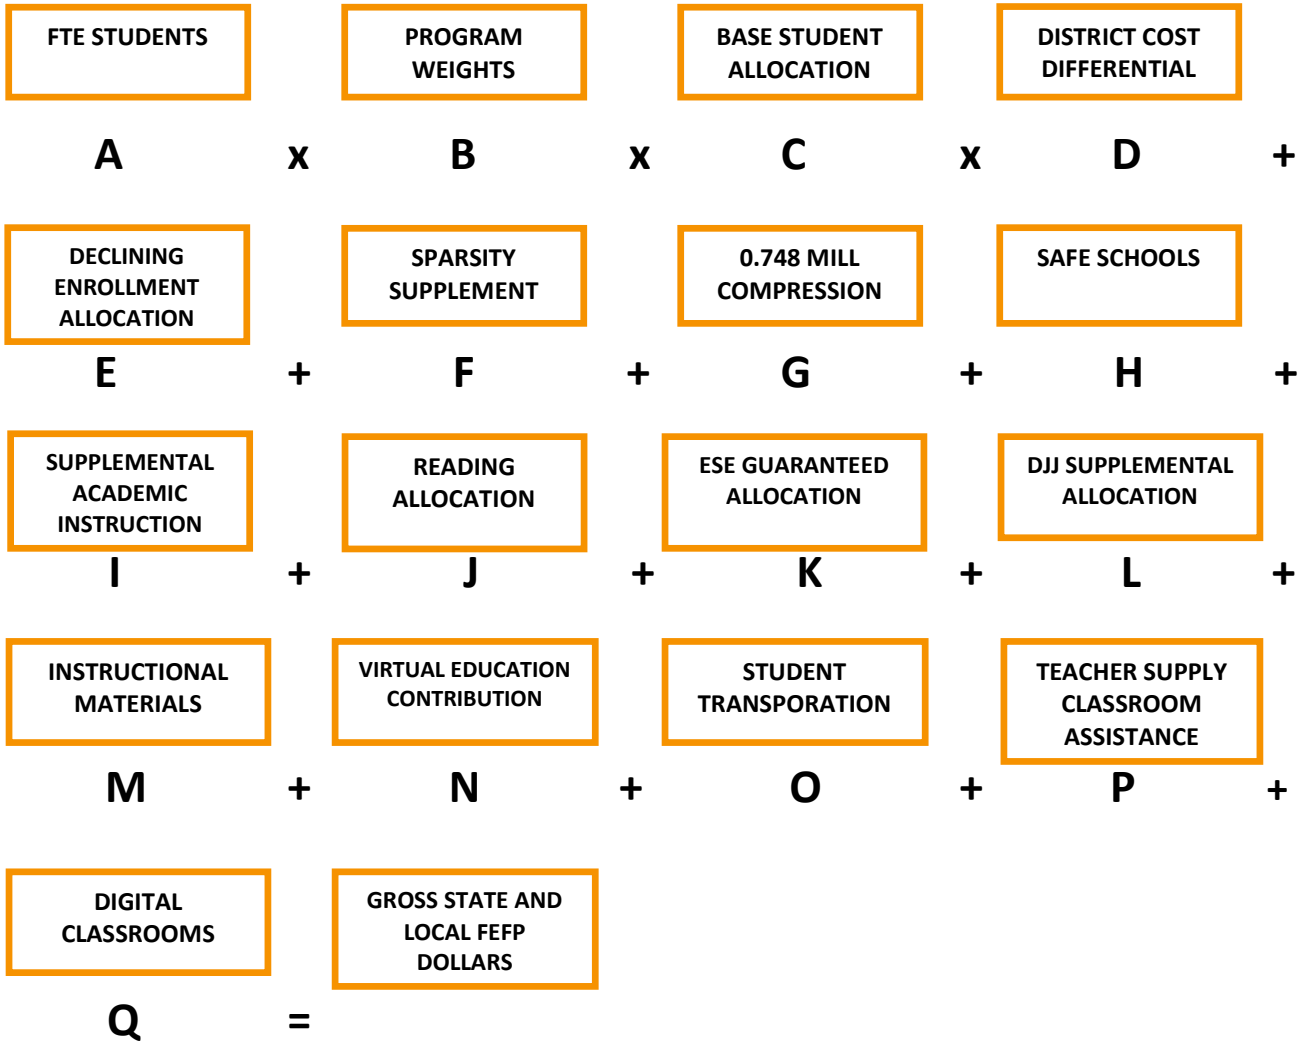 FTE STUDENTS
PROGRAM
WEIGHTS
BASE STUDENT
ALLOCATION
DISTRICT COST
DIFFERENTIAL
A x B x C x D +
DECLINING
ENROLLMENT
ALLOCATION
SPARSITY
SUPPLEMENT
0.748 MILL
COMPRESSION
SAFE SCHOOLS
E + F + G + H +
SUPPLEMENTAL
ACADEMIC
INSTRUCTION
READING
ALLOCATION
ESE GUARANTEED
ALLOCATION
DJJ SUPPLEMENTAL
ALLOCATION
I + J + K + L +
INSTRUCTIONAL
MATERIALS
VIRTUAL EDUCATION
CONTRIBUTION
STUDENT
TRANSPORATION
TEACHER SUPPLY
CLASSROOM
ASSISTANCE
M + N + O + P +
DIGITAL
CLASSROOMS
GROSS STATE AND
LOCAL FEFP
DOLLARS
Q =